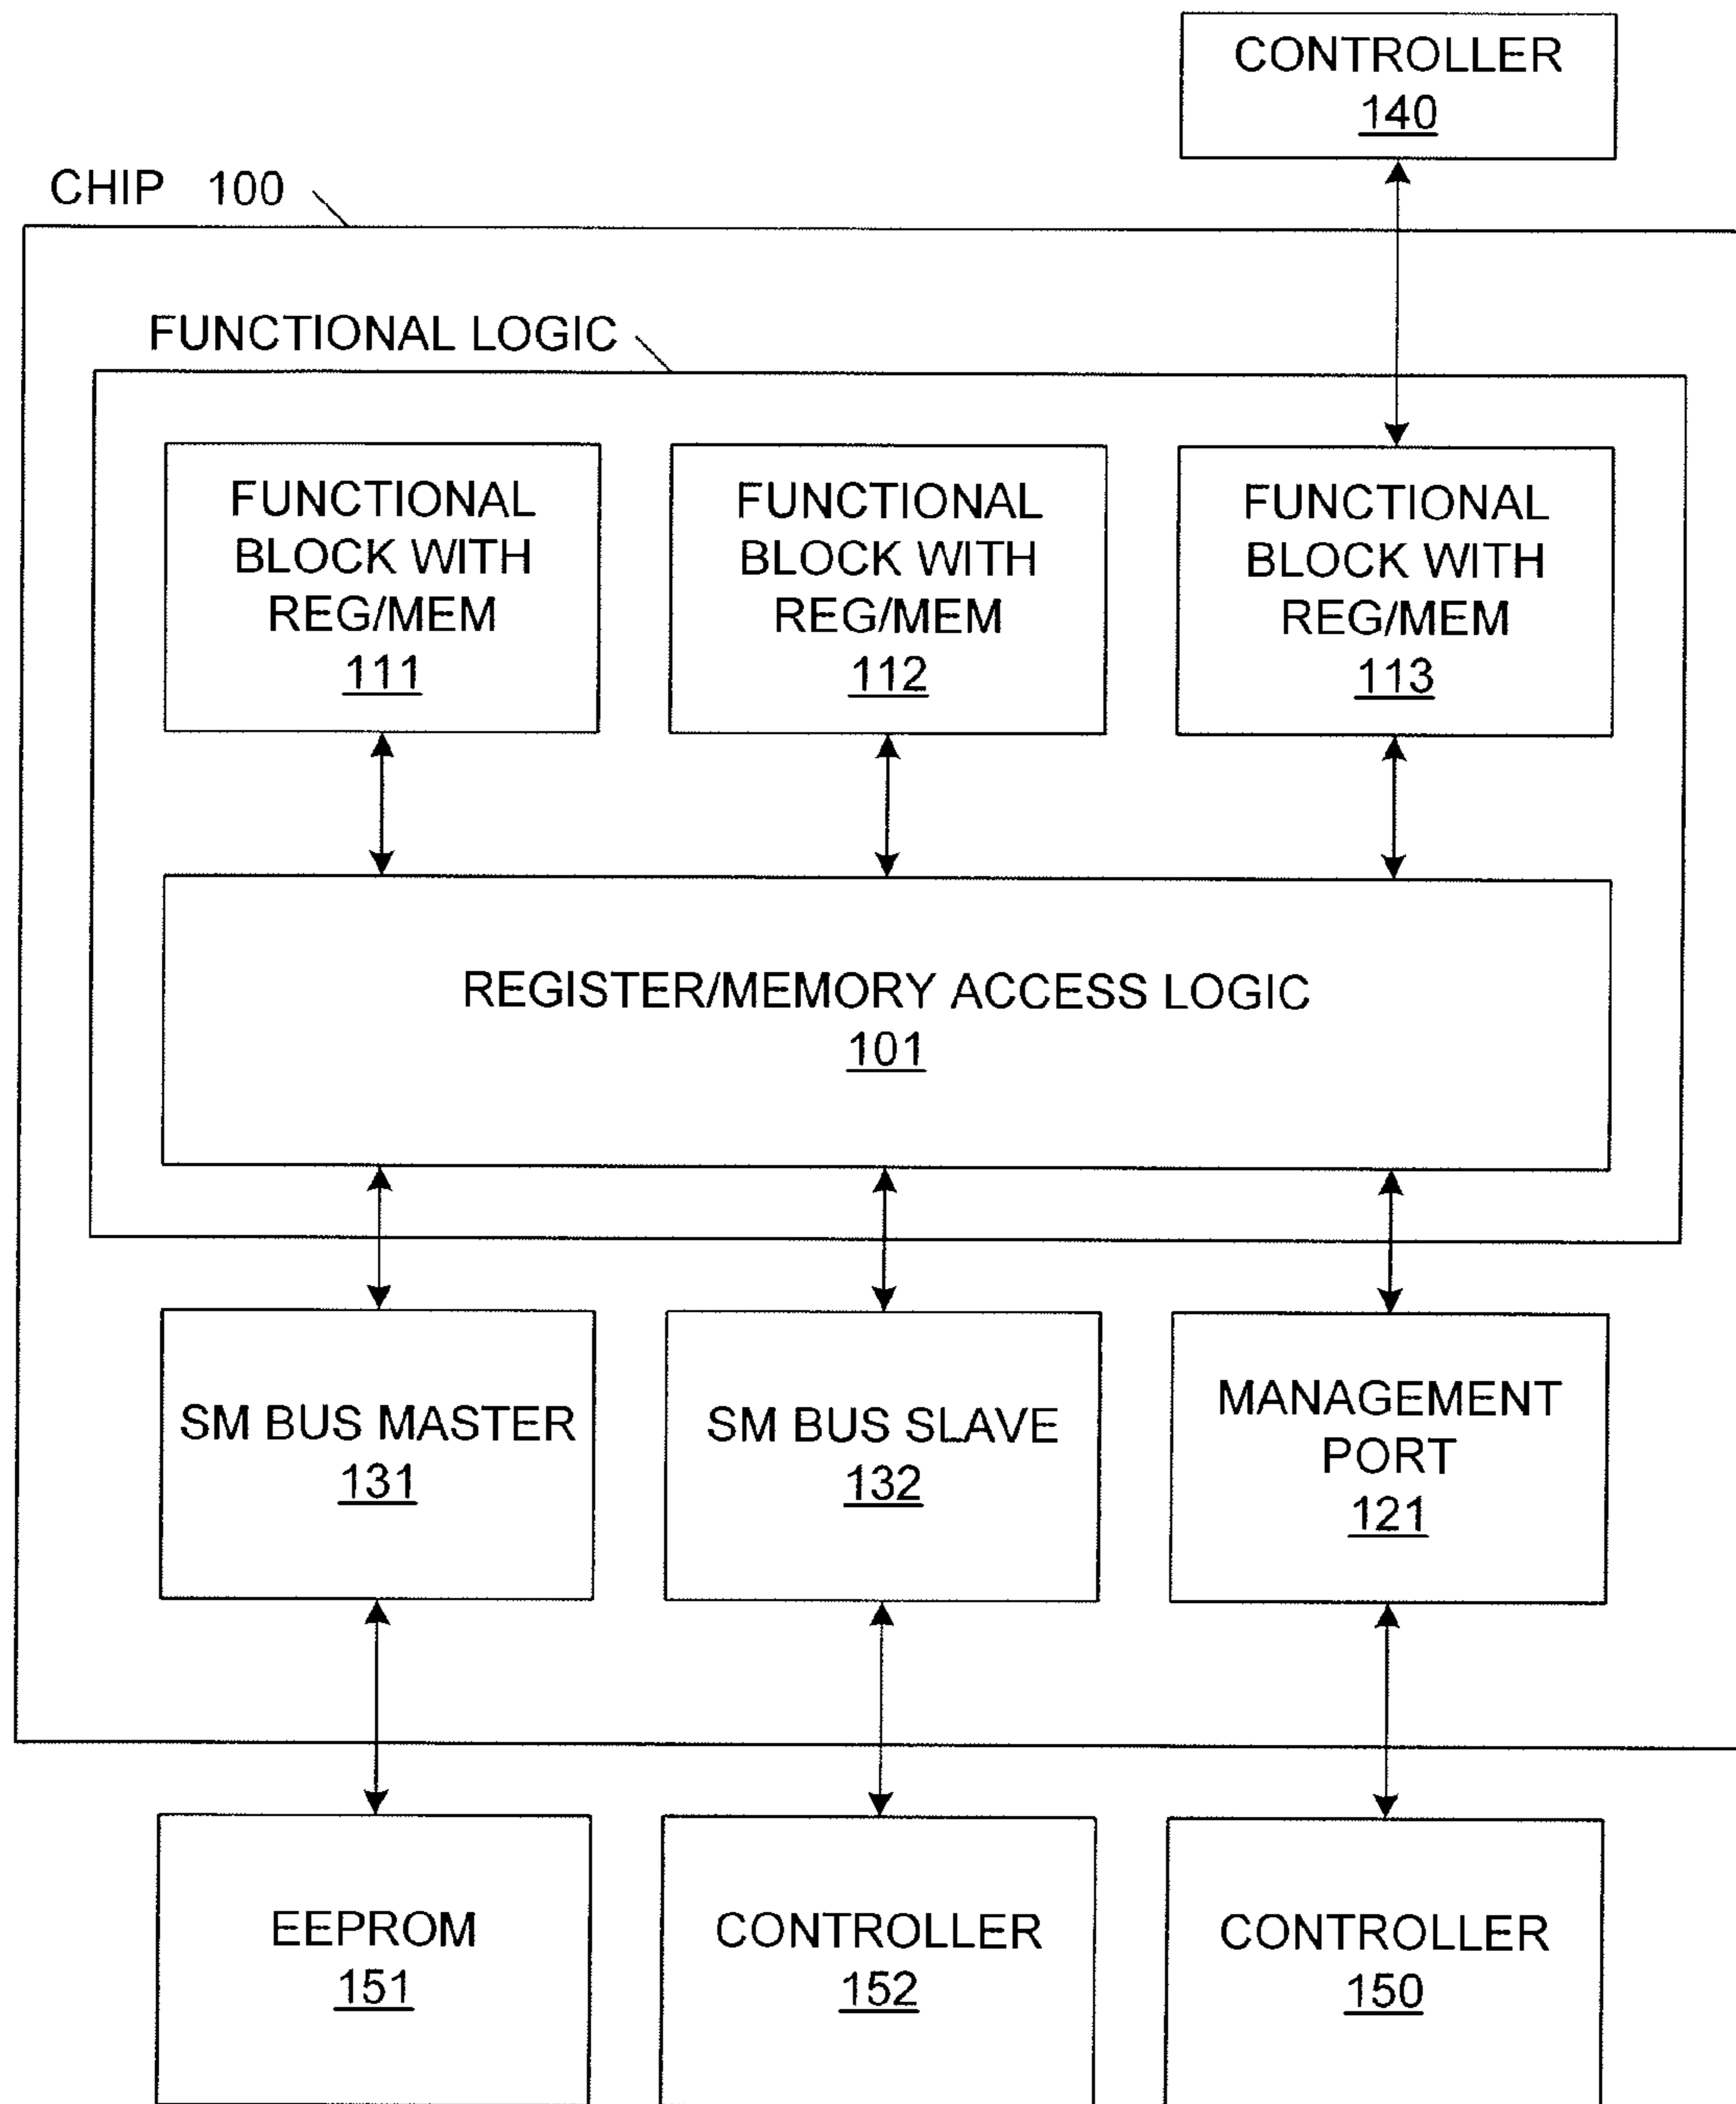 CONTROLLER
140
CHIP 100
FUNCTIONAL LOGIC
FUNCTIONAL
BLOCK WITH
REG/MEM
111
FUNCTIONAL
BLOCK WITH
REG/MEM
112
FUNCTIONAL
BLOCK WITH
REG/MEM
113
REGISTER/MEMORY ACCESS LOGIC
101
SM BUS MASTER
131
SM BUS SLAVE
132
MANAGEMENT
PORT
121
EEPROM
151
CONTROLLER
152
CONTROLLER
150